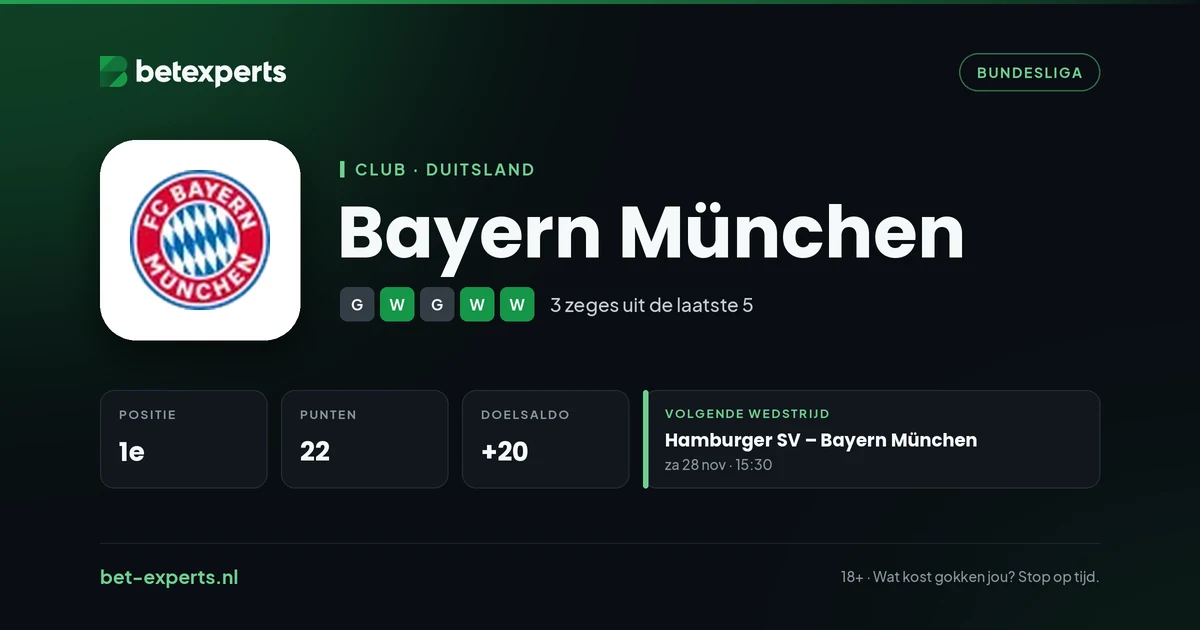 betexperts
BUNDESLIGA
FC BAYERN
MÜNCHEN
CLUB · DUITSLAND
Bayern München
G W G W W 3 zeges uit de laatste 5
POSITIE
1e
PUNTEN
22
DOELSALDO
+20
VOLGENDE WEDSTRIJD
Hamburger SV – Bayern München
za 28 nov · 15:30
bet-experts.nl
18+ · Wat kost gokken jou? Stop op tijd.